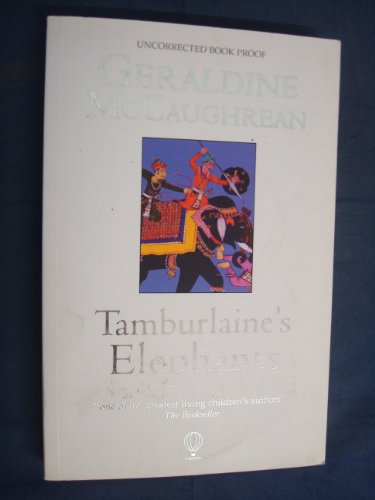 UNCORRECTED BOOK PROOF
GERALDINE
McCAUGHREAN
Tamburlaine's
Elephants
'one of the greatest living children's authors'
The Bookseller